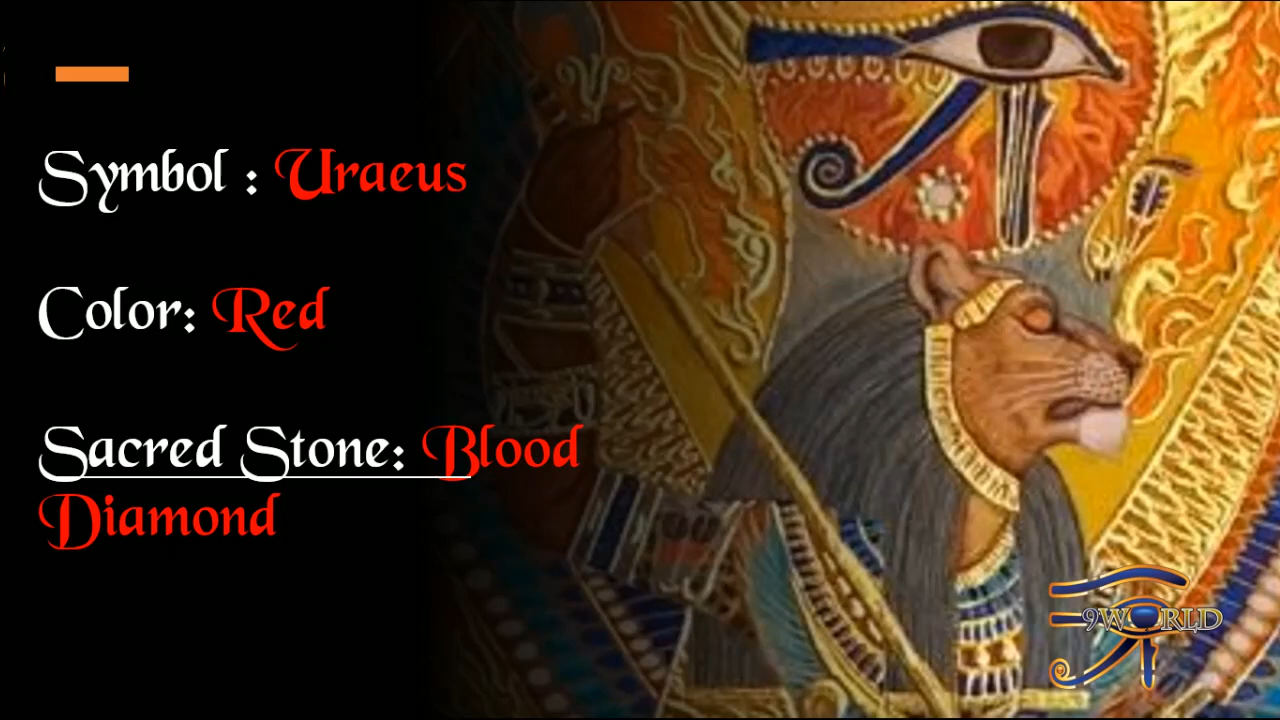 Symbol : Uraeus
Color: Red
Sacred Stone: Blood
Diamond
9WORLD